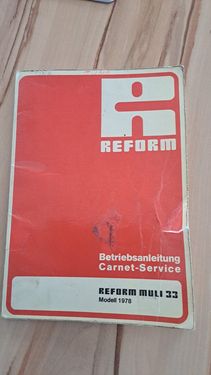 REFORM
Betriebsanleitung
Carnet-Service
REFORM MULI 33
Modell 1978